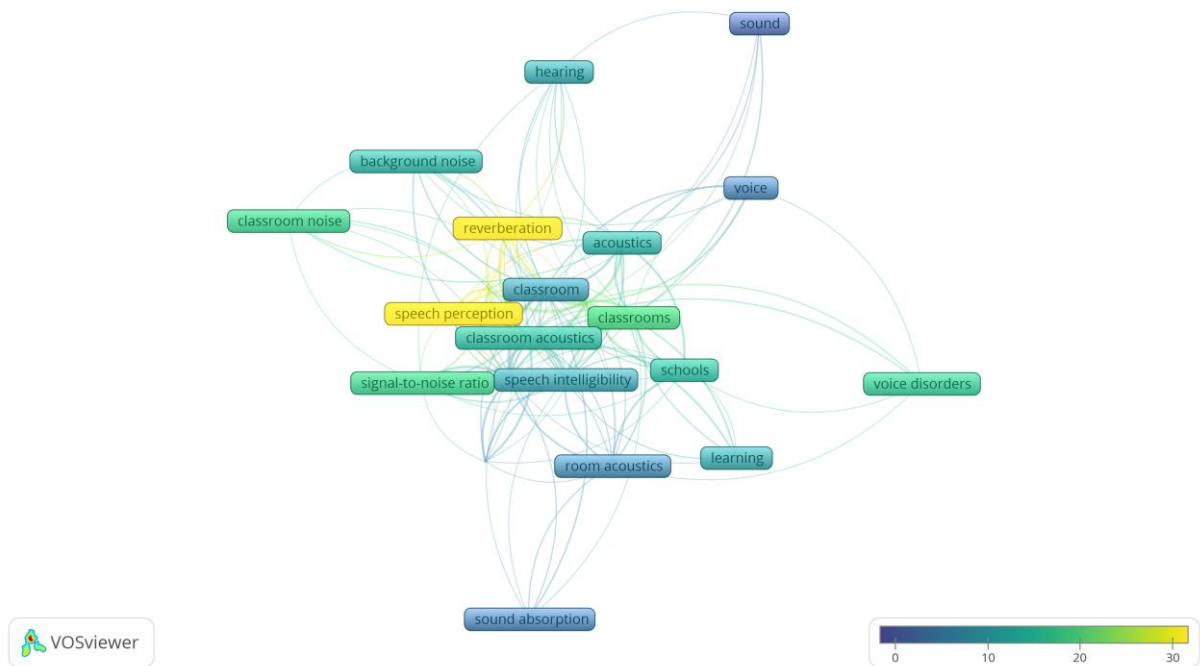 sound
hearing
background noise
voice
classroom noise
reverberation
acoustics
classroom
speech perception
classrooms
classroom acoustics
schools
signal-to-noise ratio
speech intelligibility
voice disorders
learning
room acoustics
sound absorption
VOSviewer
0 10 20 30